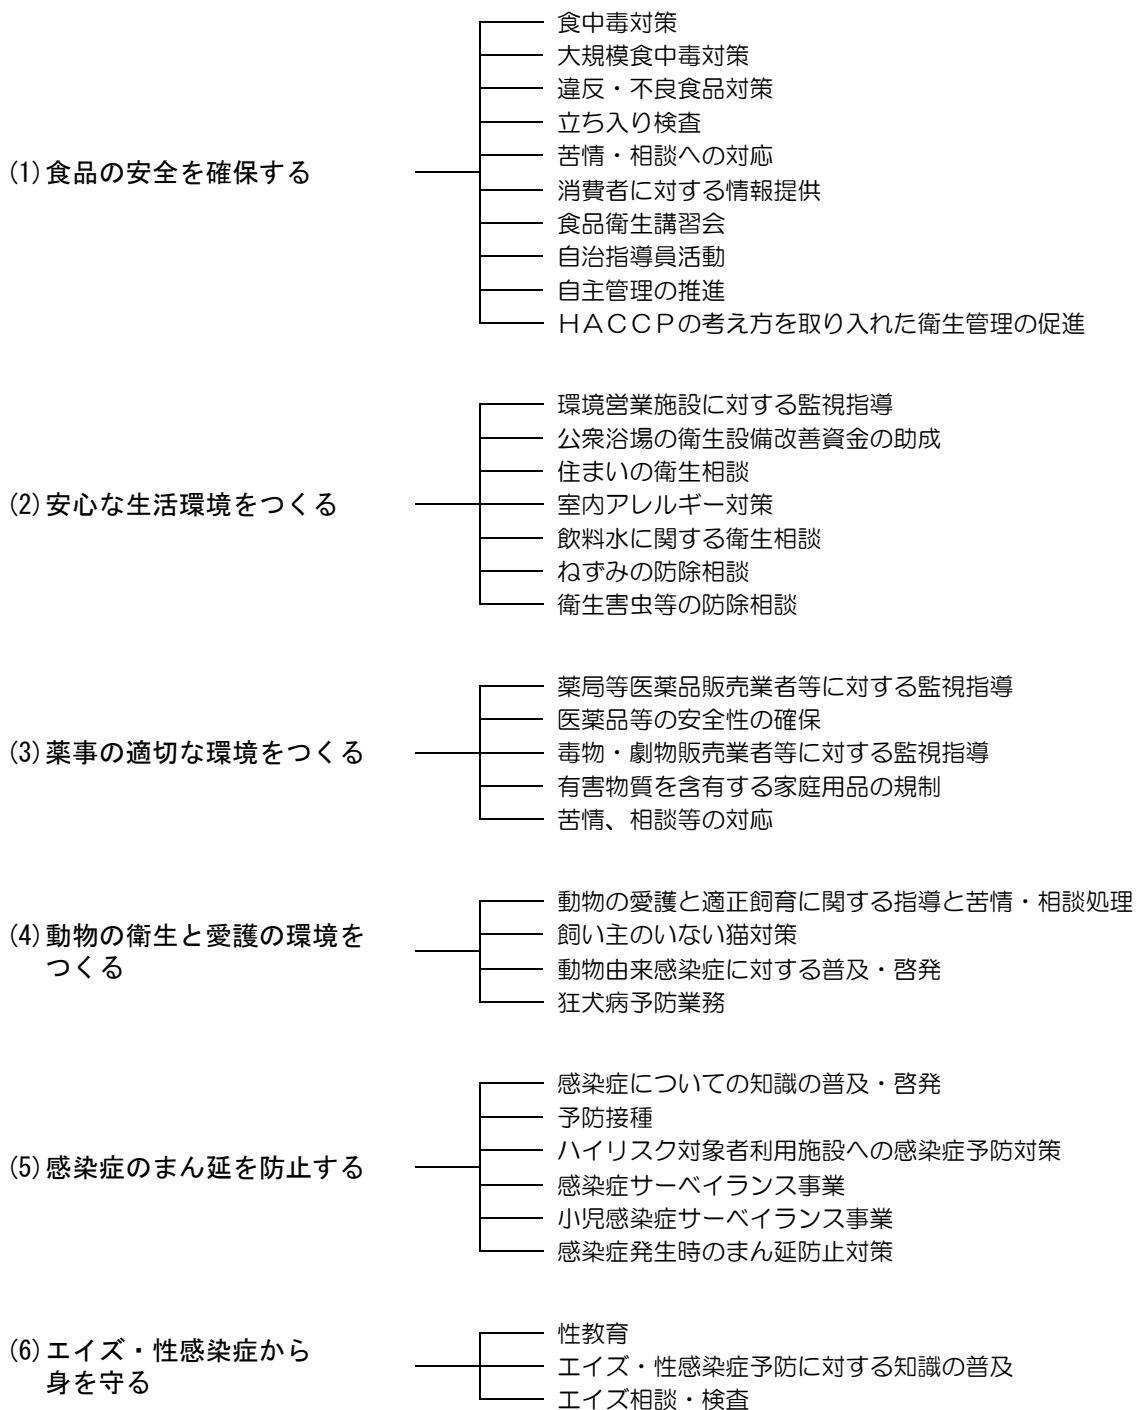 (1)食品の安全を確保する
食中毒対策
大規模食中毒対策
違反・不良食品対策
立ち入り検査
苦情・相談への対応
消費者に対する情報提供
食品衛生講習会
自治指導員活動
自主管理の推進
ＨＡＣＣＰの考え方を取り入れた衛生管理の促進
(2)安心な生活環境をつくる
環境営業施設に対する監視指導
公衆浴場の衛生設備改善資金の助成
住まいの衛生相談
室内アレルギー対策
飲料水に関する衛生相談
ねずみの防除相談
衛生害虫等の防除相談
(3)薬事の適切な環境をつくる
薬局等医薬品販売業者等に対する監視指導
医薬品等の安全性の確保
毒物・劇物販売業者等に対する監視指導
有害物質を含有する家庭用品の規制
苦情、相談等の対応
(4)動物の衛生と愛護の環境を
つくる
動物の愛護と適正飼育に関する指導と苦情・相談処理
飼い主のいない猫対策
動物由来感染症に対する普及・啓発
狂犬病予防業務
(5)感染症のまん延を防止する
感染症についての知識の普及・啓発
予防接種
ハイリスク対象者利用施設への感染症予防対策
感染症サーベイランス事業
小児感染症サーベイランス事業
感染症発生時のまん延防止対策
(6)エイズ・性感染症から
身を守る
性教育
エイズ・性感染症予防に対する知識の普及
エイズ相談・検査